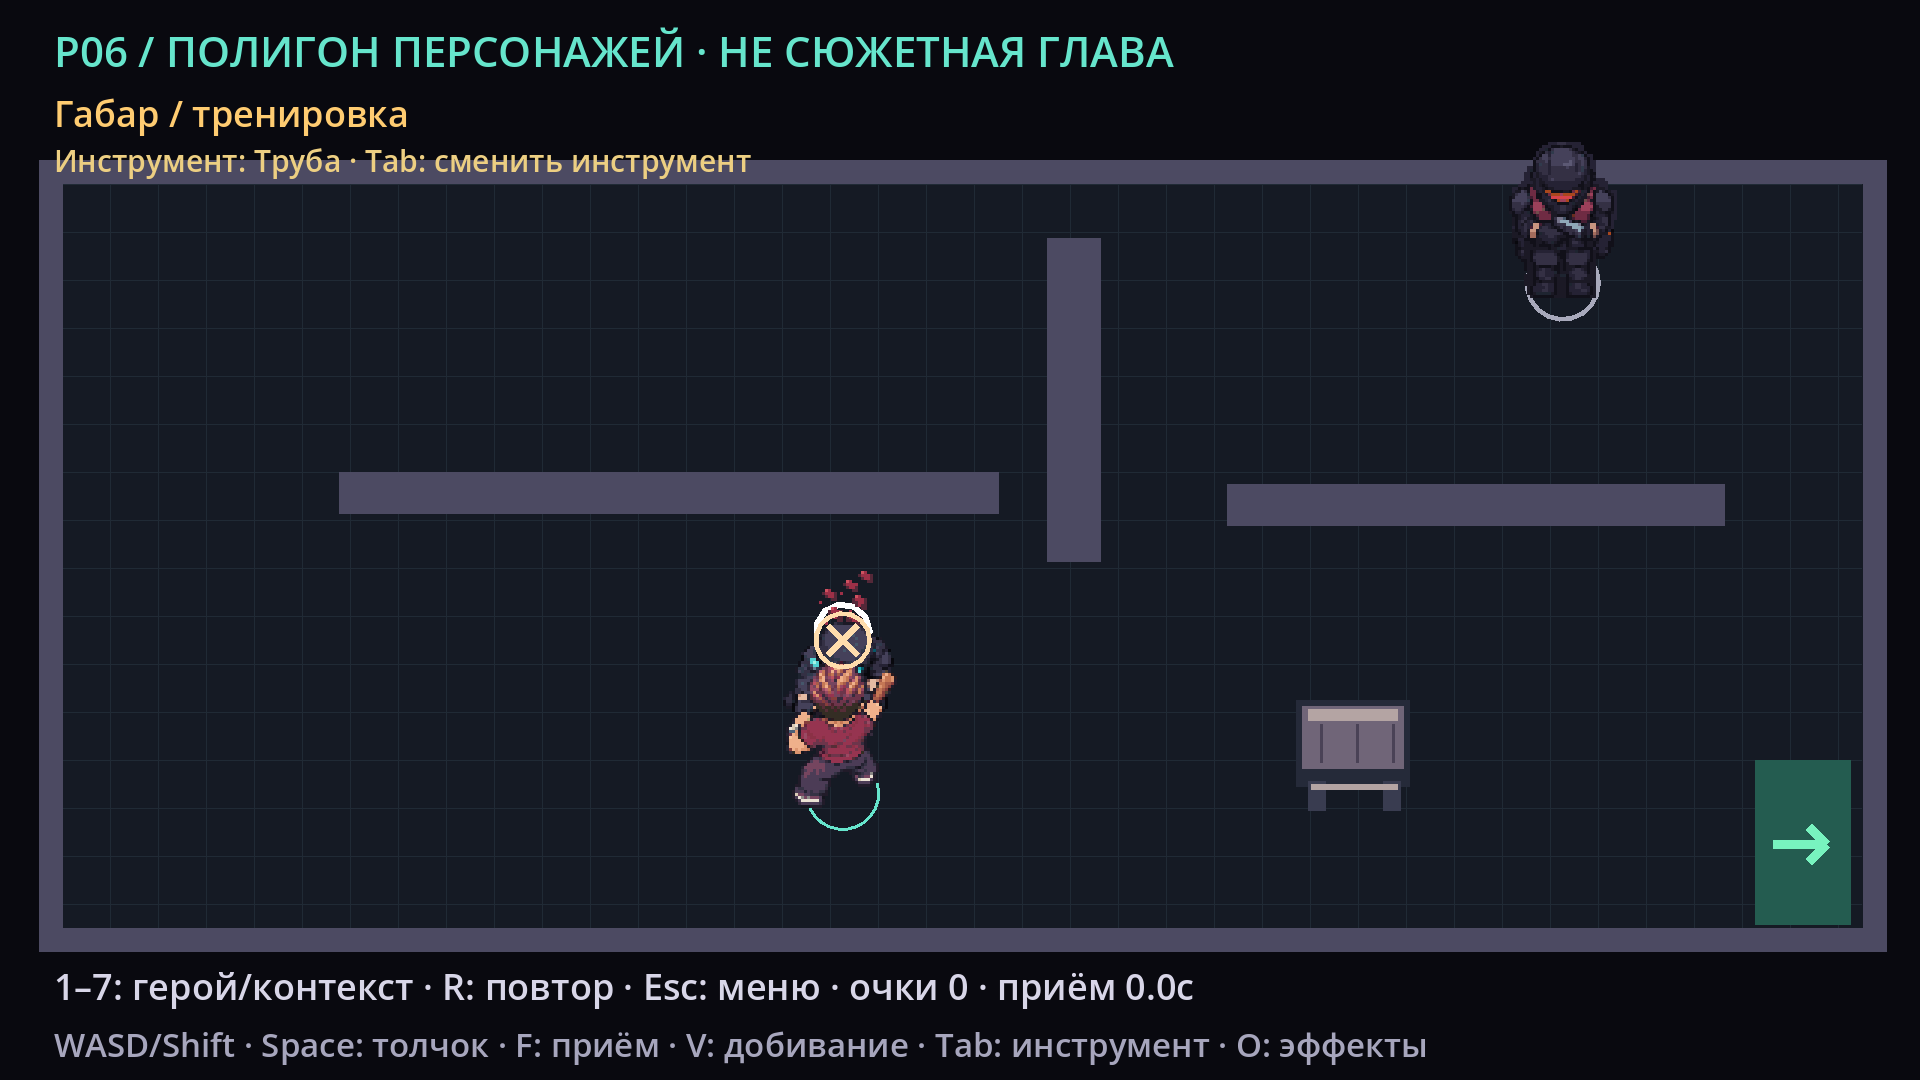 P06 / ПОЛИГОН ПЕРСОНАЖЕЙ · НЕ СЮЖЕТНАЯ ГЛАВА
Габар / тренировка
Инструмент: Труба · Tab: сменить инструмент
1–7: герой/контекст · R: повтор · Esc: меню · очки 0 · приём 0.0с
WASD/Shift · Space: толчок · F: приём · V: добивание · Tab: инструмент · O: эффекты